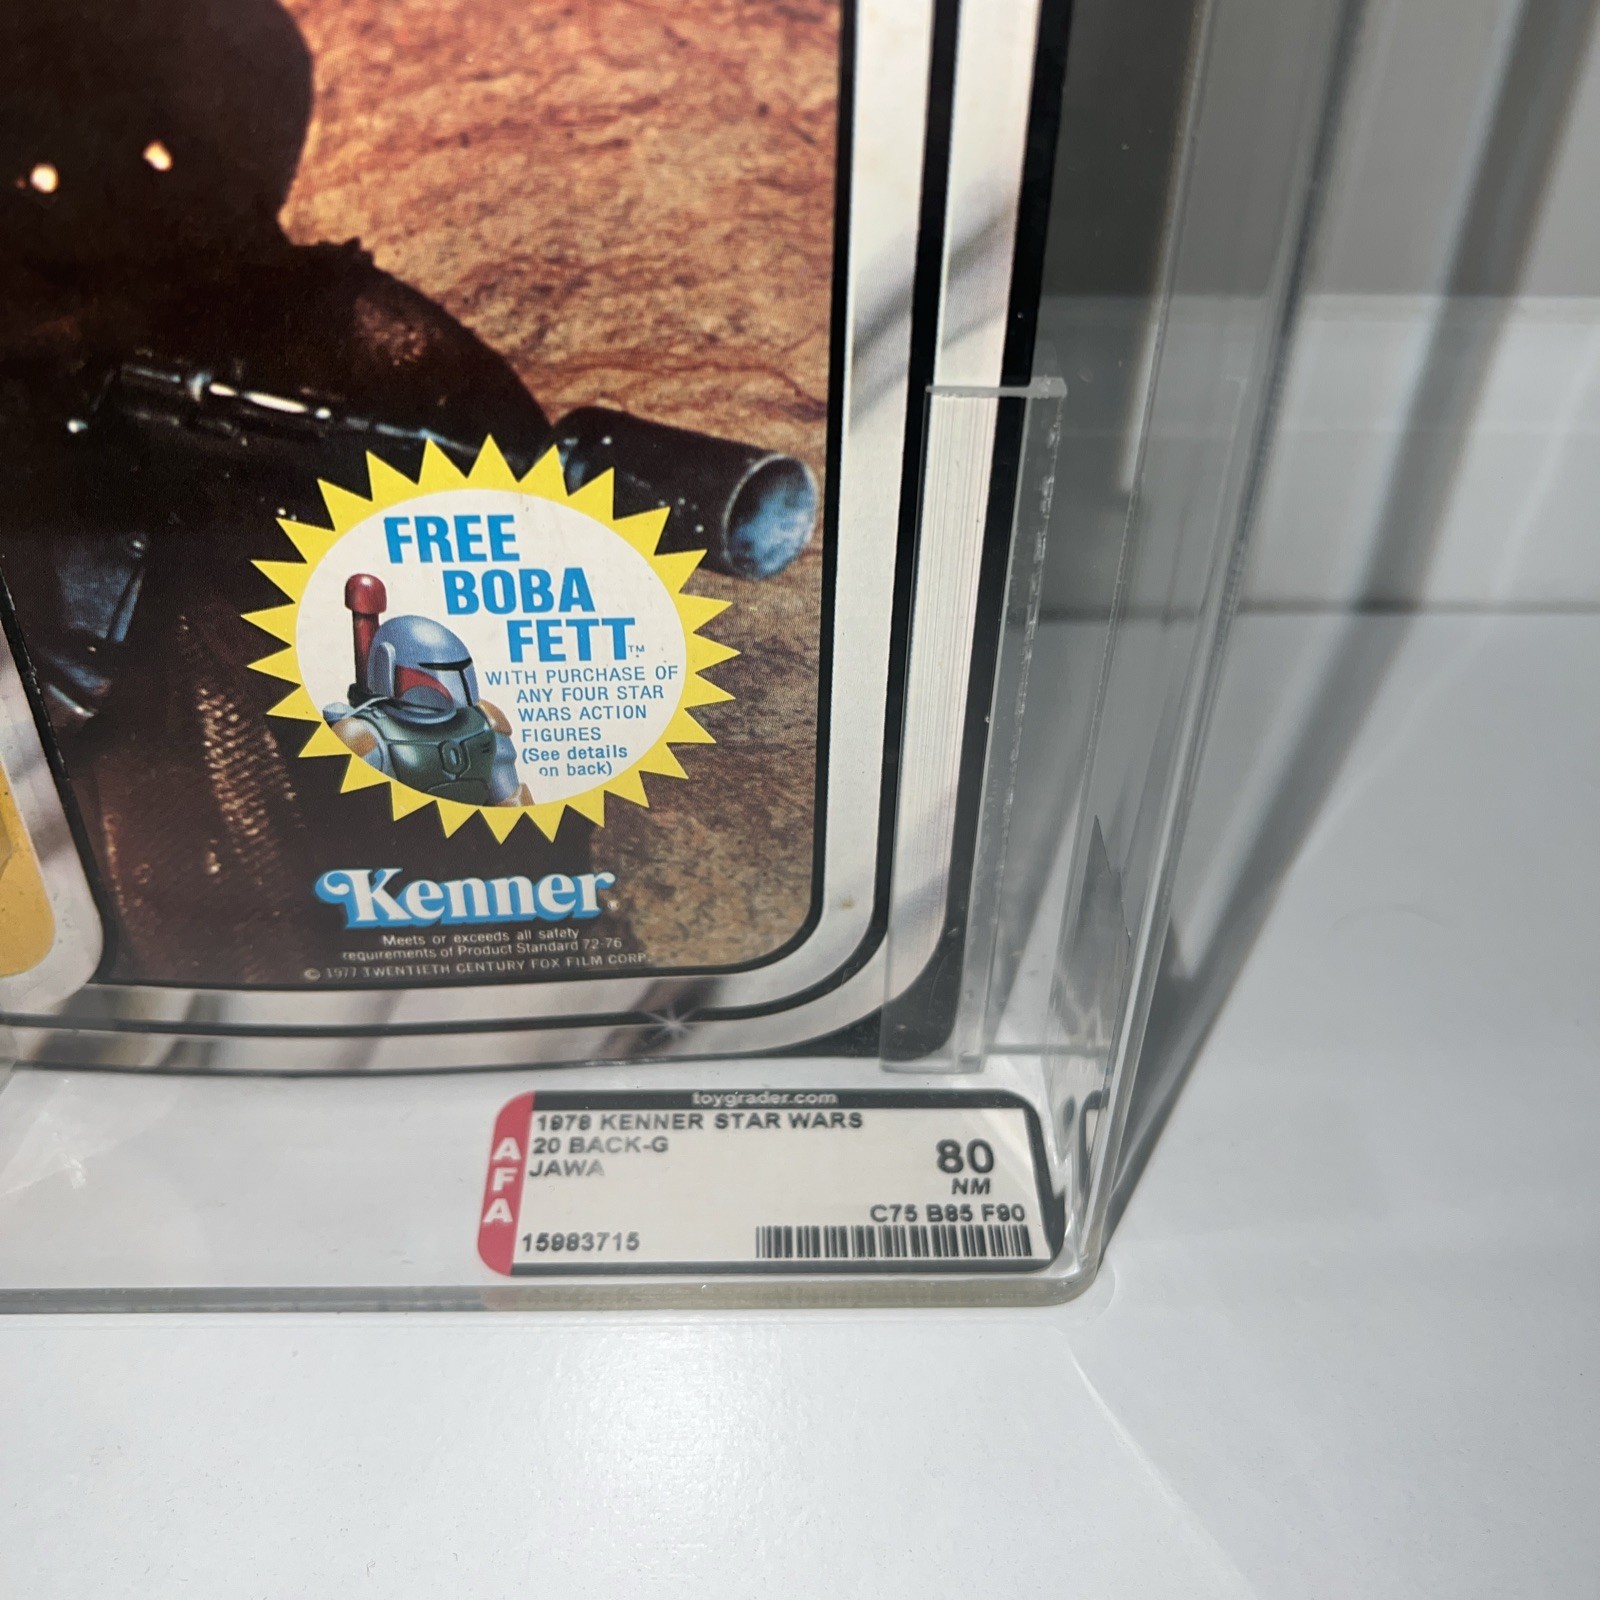 FREE
BOBA
FETT™
WITH PURCHASE OF
ANY FOUR STAR
WARS ACTION
FIGURES
(See details
on back)
Kenner®
Meets or exceeds all safety
requirements of Product Standard 72-76
© 1977 TWENTIETH CENTURY FOX FILM CORP.
toygrader.com
AFA
1978 KENNER STAR WARS
20 BACK-G
JAWA
80
NM
C75 B85 F90
15983715